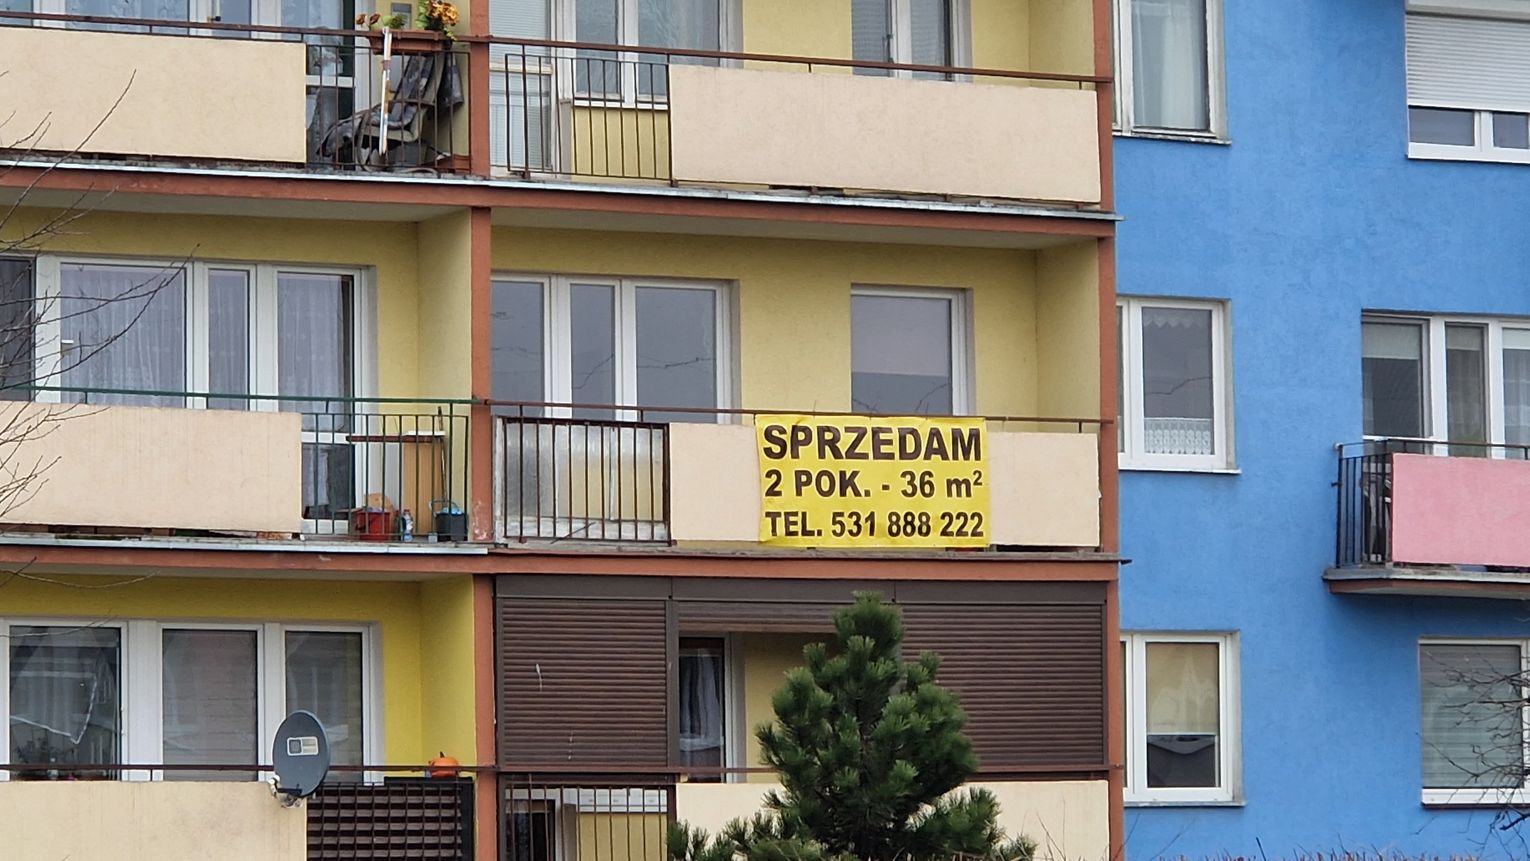 SPRZEDAM
2 POK. - 36 m²
TEL. 531 888 222